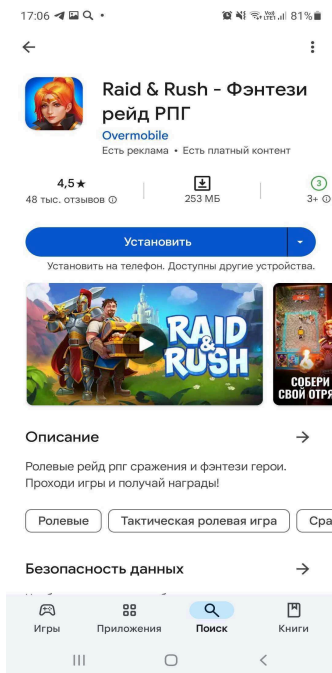 17:06
81%
Raid & Rush - Фэнтези
рейд РПГ
Overmobile
Есть реклама • Есть платный контент
4,5★
48 тыс. отзывов
253 МБ
3
3+
Установить
Установить на телефон. Доступны другие устройства.
RAID
&
RUSH
СОБЕРИ
СВОЙ ОТРЯ
Описание
Ролевые рейд рпг сражения и фэнтези герои.
Проходи игры и получай награды!
Ролевые
Тактическая ролевая игра
Сра
Безопасность данных
Игры
Приложения
Поиск
Книги